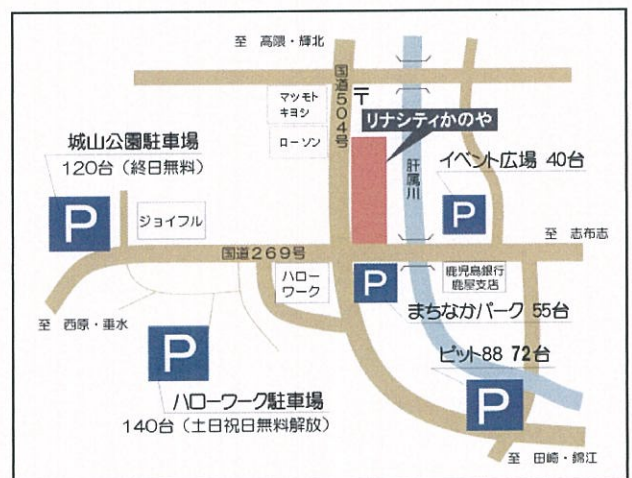 至 高隈・輝北
国道504号
〒
マツモト
キヨシ
ローソン
リナシティかのや
城山公園駐車場
120台（終日無料）
P
ジョイフル
肝属川
イベント広場 40台
P
至 志布志
国道269号
ハロー
ワーク
P
鹿児島銀行
鹿屋支店
まちなかパーク 55台
至 西原・垂水
P
ピット88 72台
P
ハローワーク駐車場
140台（土日祝日無料解放）
至 田崎・錦江